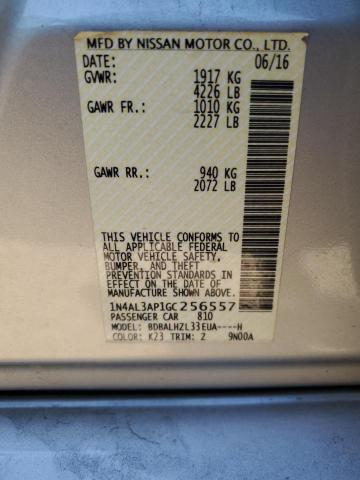 MFD BY NISSAN MOTOR CO., LTD.
DATE: 06/16
GVWR: 1917 KG
4226 LB
GAWR FR.: 1010 KG
2227 LB
GAWR RR.: 940 KG
2072 LB
THIS VEHICLE CONFORMS TO
ALL APPLICABLE FEDERAL
MOTOR VEHICLE SAFETY,
BUMPER, AND THEFT
PREVENTION STANDARDS IN
EFFECT ON THE DATE OF
MANUFACTURE SHOWN ABOVE.
1N4AL3AP1GC256557
PASSENGER CAR 810
MODEL: BDBALHZL33EUA----H
COLOR: K23 TRIM: Z 9N00A